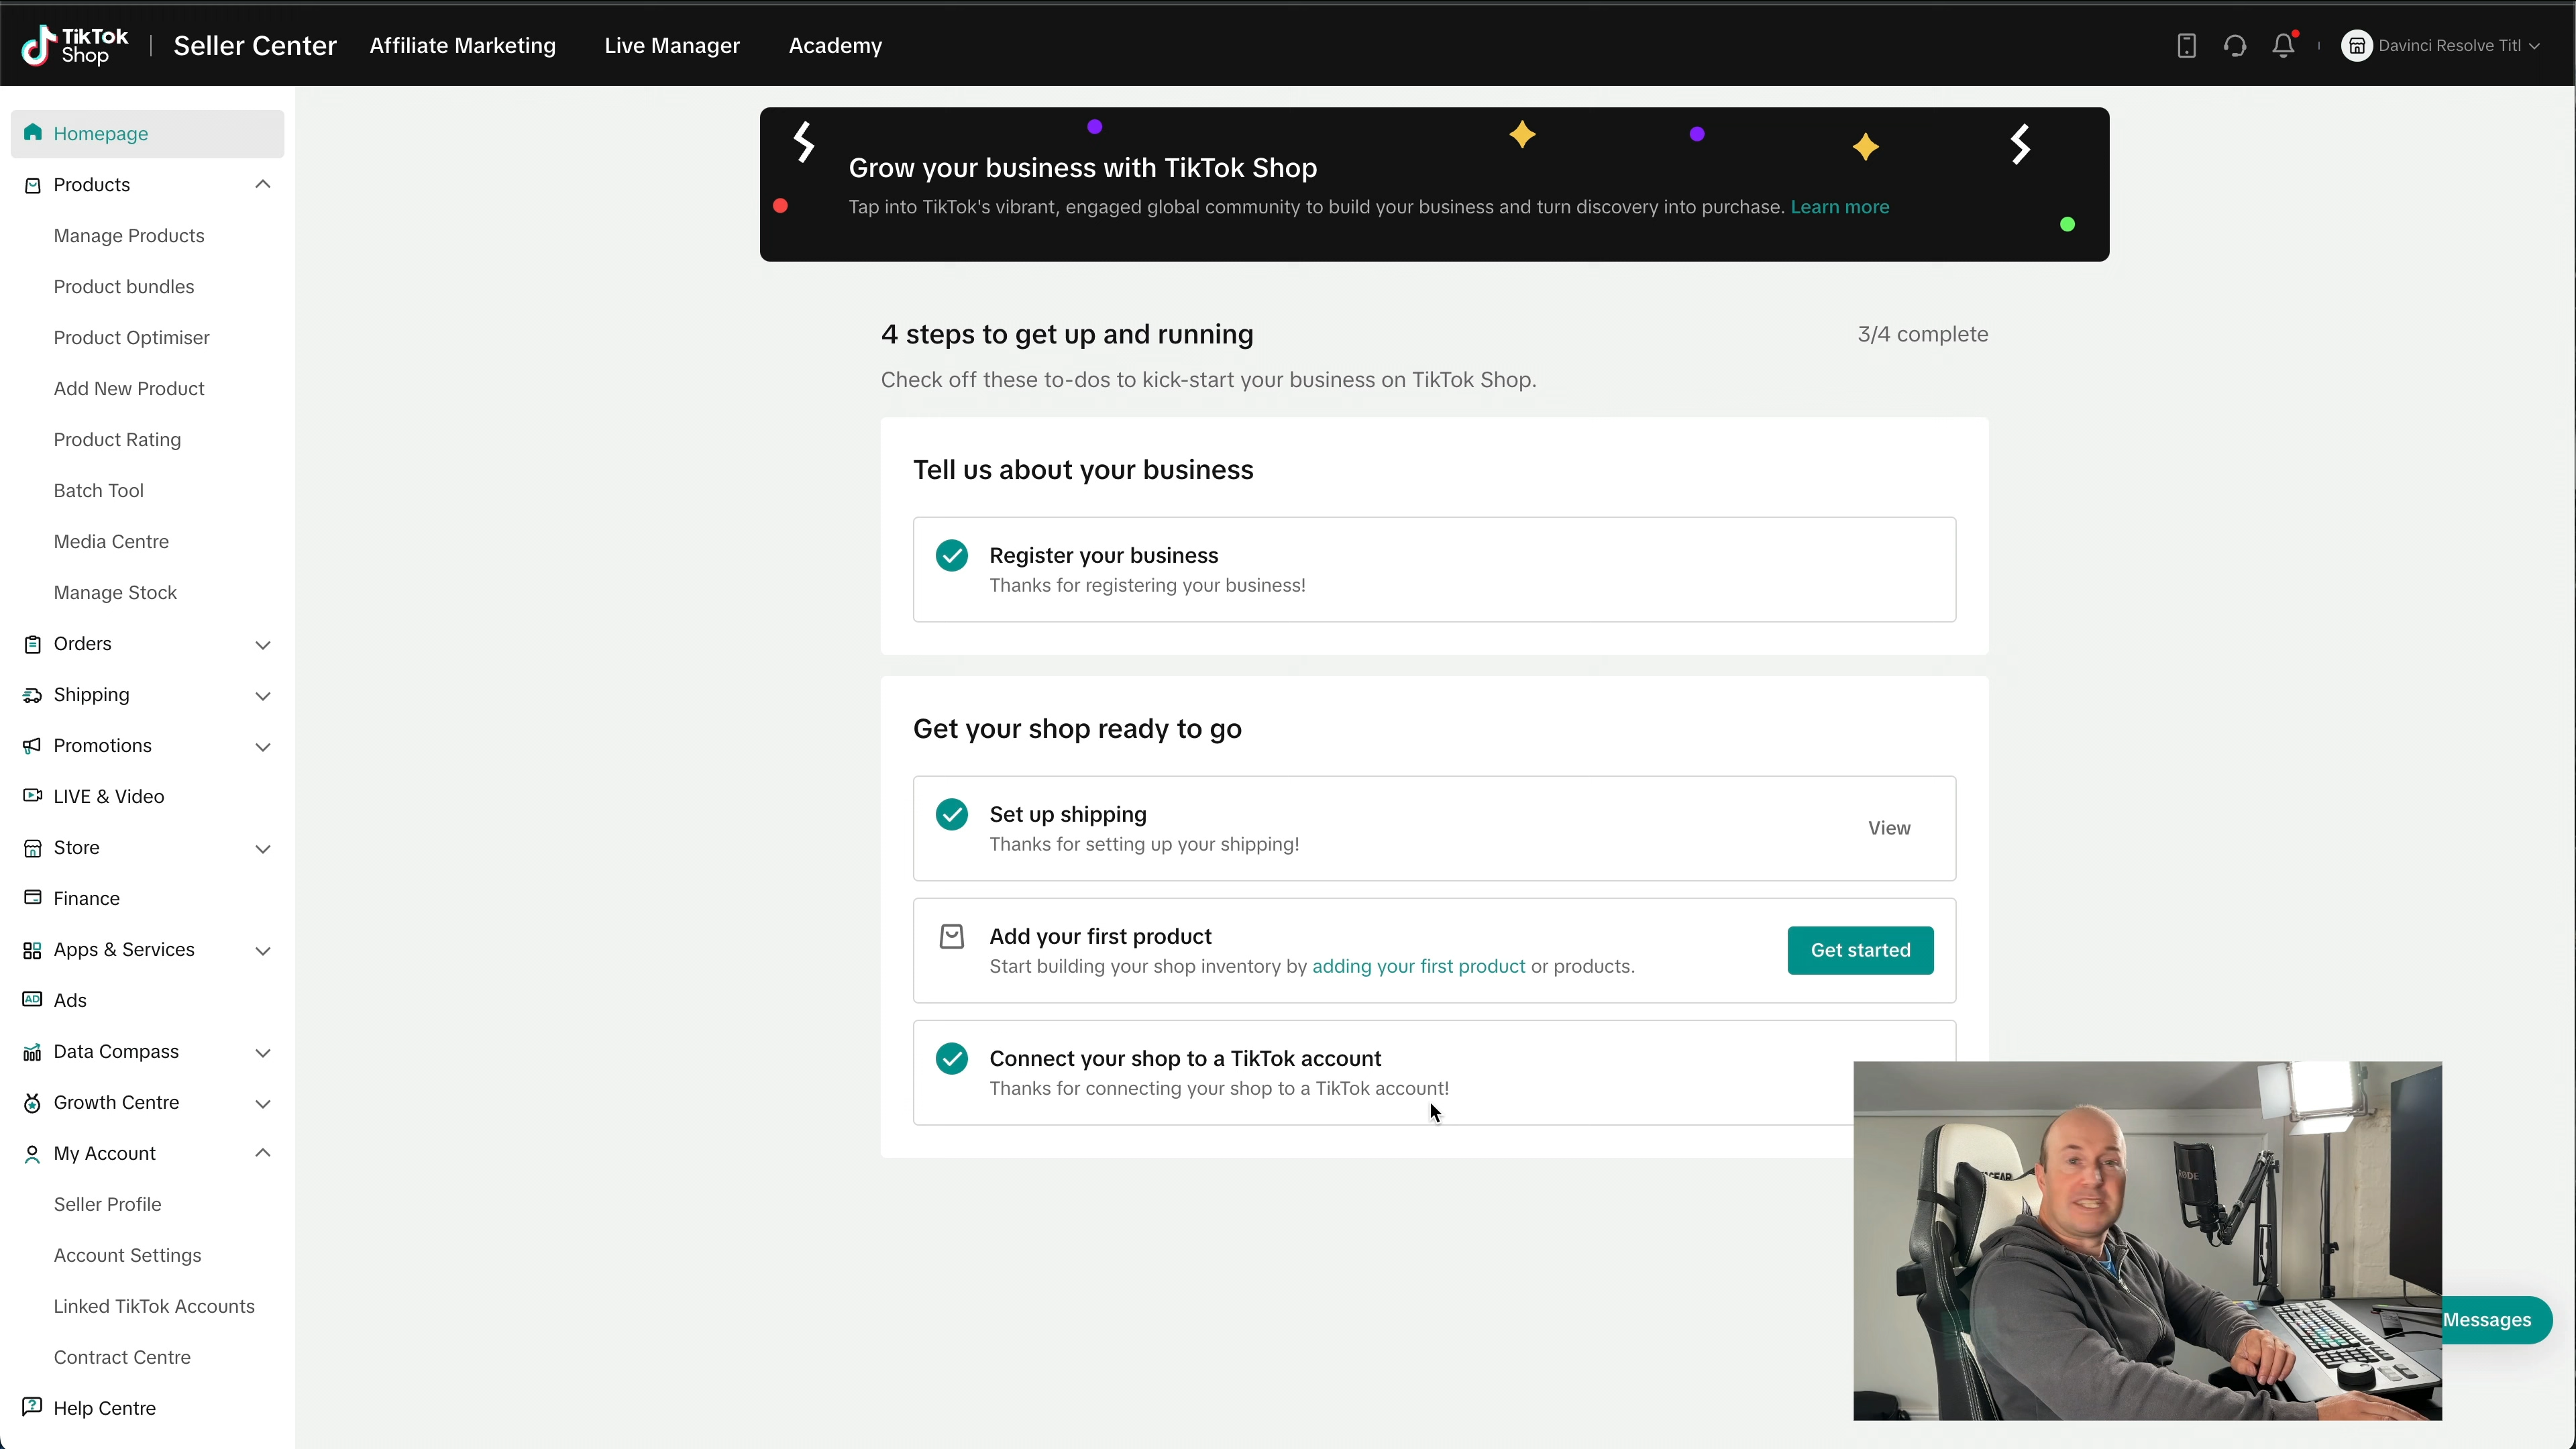 TikTok
Shop
Seller Center
Affiliate Marketing
Live Manager
Academy
Davinci Resolve Titl
Homepage
Products
Manage Products
Product bundles
Product Optimiser
Add New Product
Product Rating
Batch Tool
Media Centre
Manage Stock
Orders
Shipping
Promotions
LIVE & Video
Store
Finance
Apps & Services
AD
Ads
Data Compass
Growth Centre
My Account
Seller Profile
Account Settings
Linked TikTok Accounts
Contract Centre
Help Centre
Grow your business with TikTok Shop
Tap into TikTok's vibrant, engaged global community to build your business and turn discovery into purchase. Learn more
4 steps to get up and running
3/4 complete
Check off these to-dos to kick-start your business on TikTok Shop.
Tell us about your business
Register your business
Thanks for registering your business!
Get your shop ready to go
Set up shipping
Thanks for setting up your shipping!
View
Add your first product
Start building your shop inventory by adding your first product or products.
Get started
Connect your shop to a TikTok account
Thanks for connecting your shop to a TikTok account!
RØDE
Messages